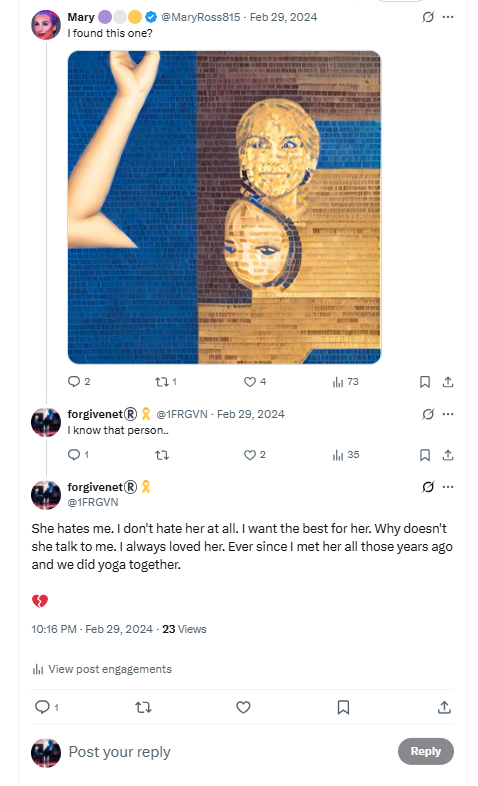 Mary @MaryRoss815 · Feb 29, 2024
I found this one?
2 1 4 73
forgivenet® @1FRGVN · Feb 29, 2024
I know that person..
1 2 35
forgivenet®
@1FRGVN
She hates me. I don't hate her at all. I want the best for her. Why doesn't
she talk to me. I always loved her. Ever since I met her all those years ago
and we did yoga together.
10:16 PM · Feb 29, 2024 · 23 Views
View post engagements
1
Post your reply Reply